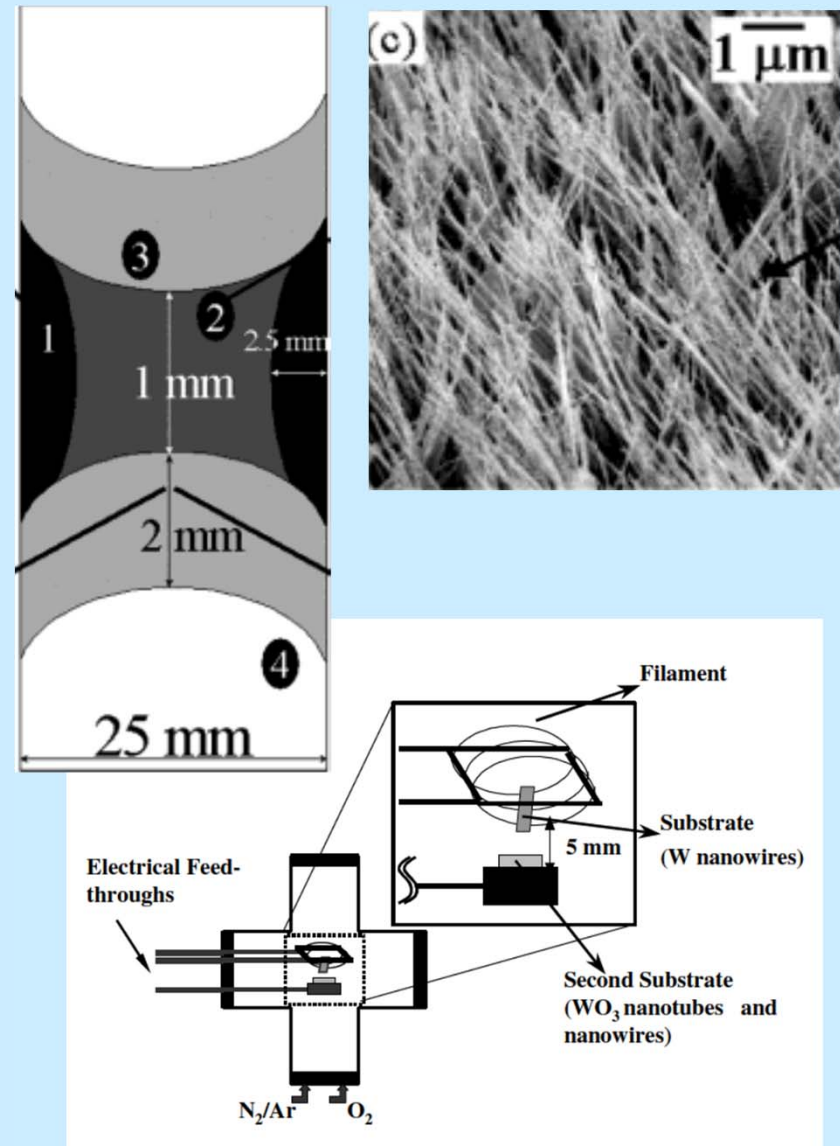 (c)
1 μm
3
2
1
2.5 mm
1 mm
2 mm
4
25 mm
Filament
Substrate
(W nanowires)
5 mm
Electrical Feed-
throughs
Second Substrate
(WO₃ nanotubes and
nanowires)
N₂/Ar O₂